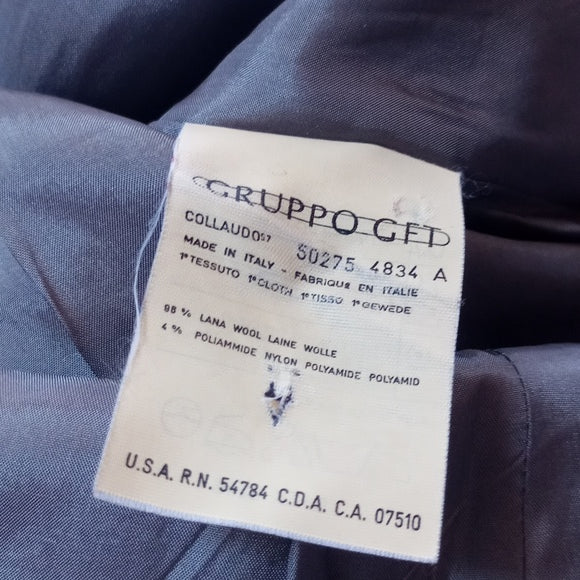 GRUPPO GFT
COLLAUDO 57 50275 4834 A
MADE IN ITALY - FABRIQUE EN ITALIE
1°TESSUTO 1°CLOTH 1°TISSO 1°GEWEDE
96% LANA WOOL LAINE WOLLE
4% POLIAMMIDE NYLON POLYAMIDE POLYAMID
U.S.A. R.N. 54784 C.D.A. C.A. 07510